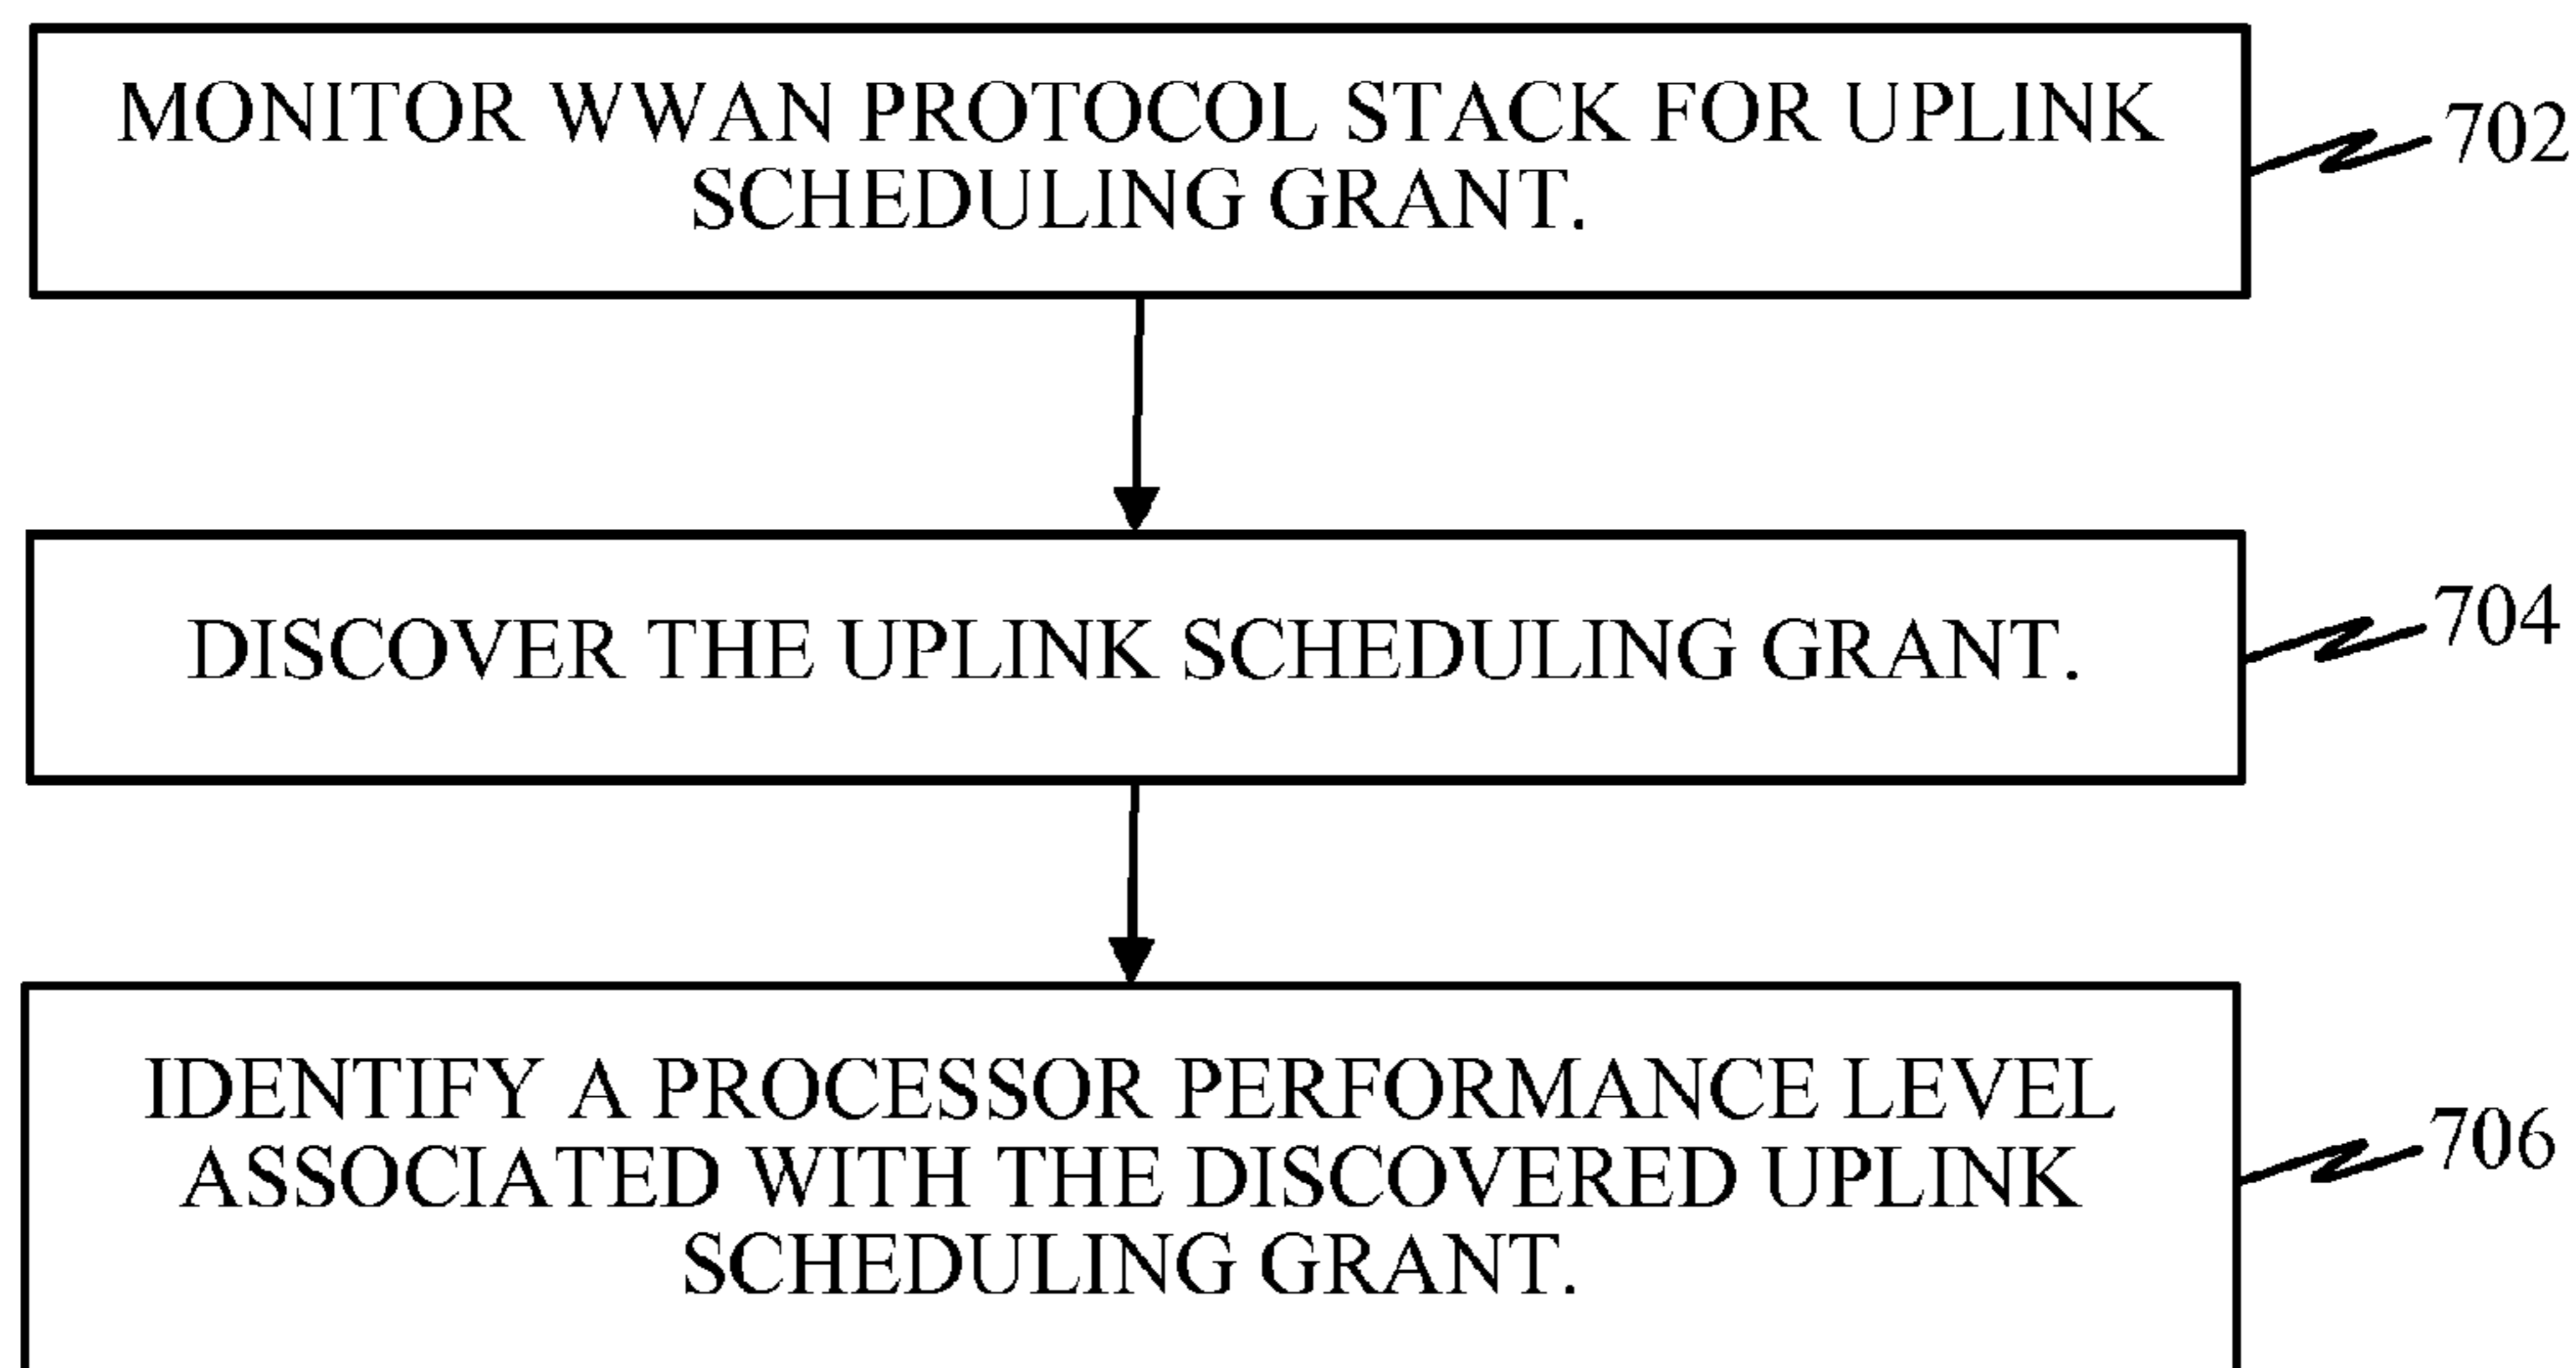 MONITOR WWAN PROTOCOL STACK FOR UPLINK
SCHEDULING GRANT.
702
DISCOVER THE UPLINK SCHEDULING GRANT.
704
IDENTIFY A PROCESSOR PERFORMANCE LEVEL
ASSOCIATED WITH THE DISCOVERED UPLINK
SCHEDULING GRANT.
706